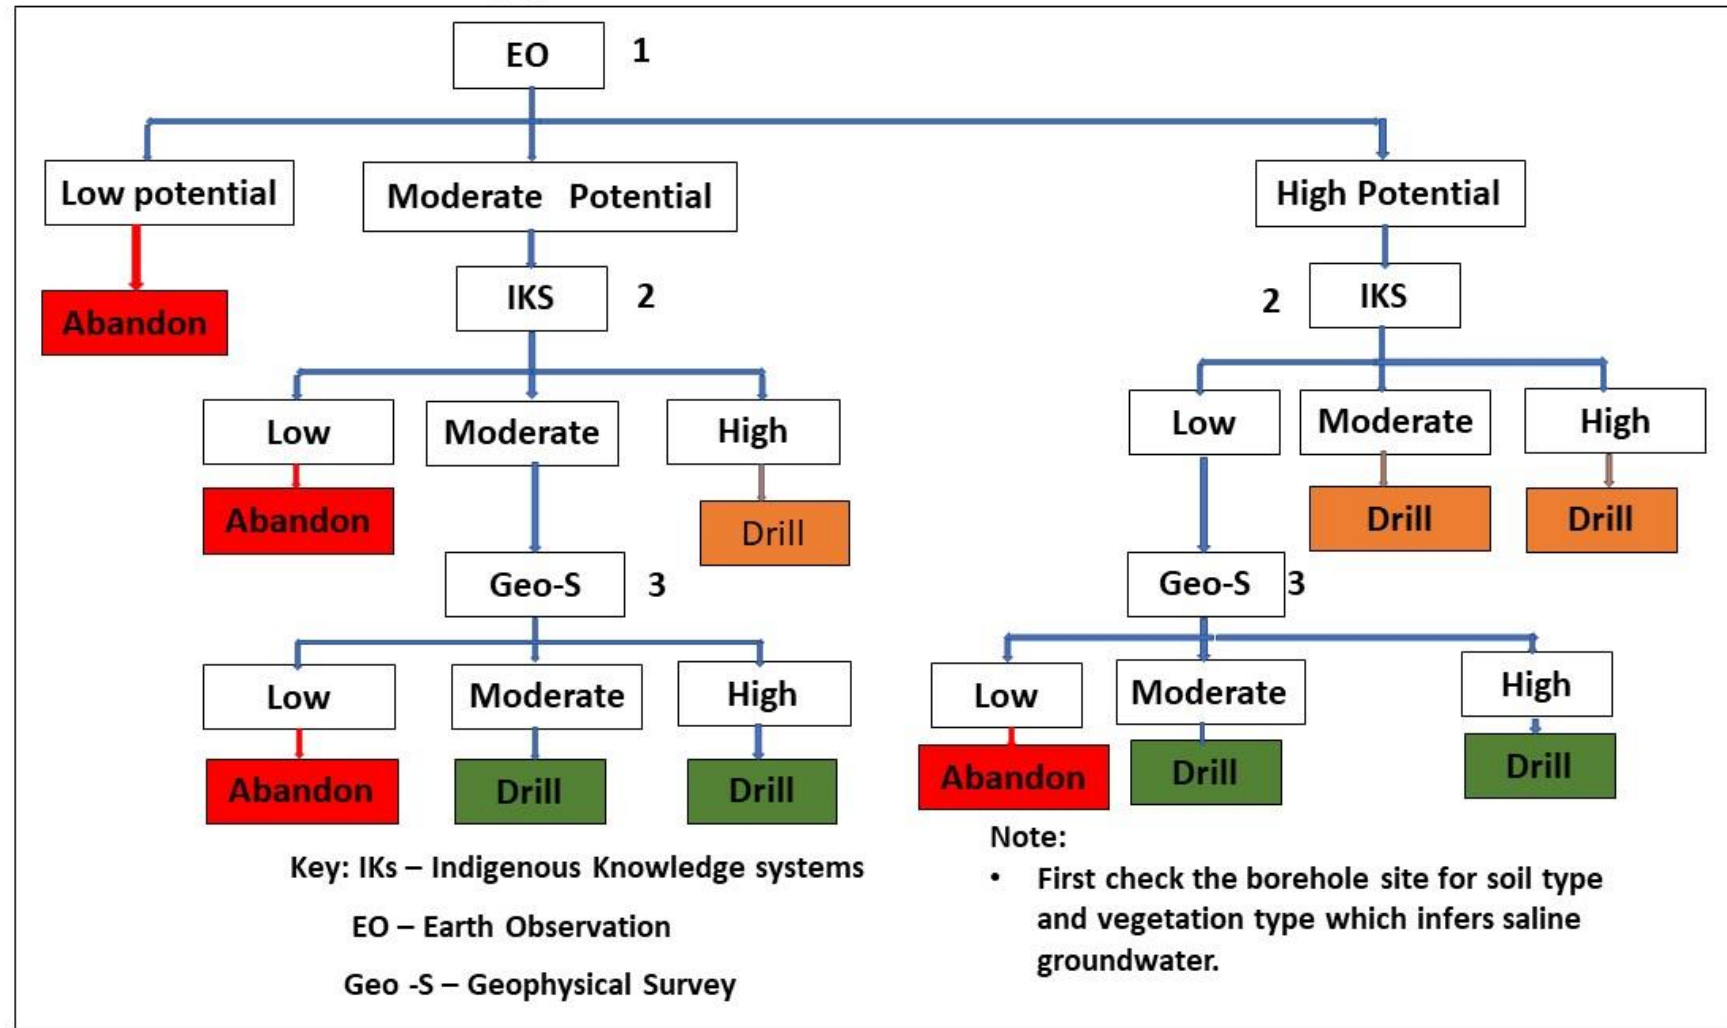 EO 1
Low potential
Moderate Potential
High Potential
Abandon
IKS 2
2 IKS
Low
Moderate
High
Low
Moderate
High
Abandon
Drill
Drill
Drill
Geo-S 3
Geo-S 3
Low
Moderate
High
Low
Moderate
High
Abandon
Drill
Drill
Abandon
Drill
Drill
Key: IKs – Indigenous Knowledge systems
EO – Earth Observation
Geo -S – Geophysical Survey
Note:
• First check the borehole site for soil type
and vegetation type which infers saline
groundwater.